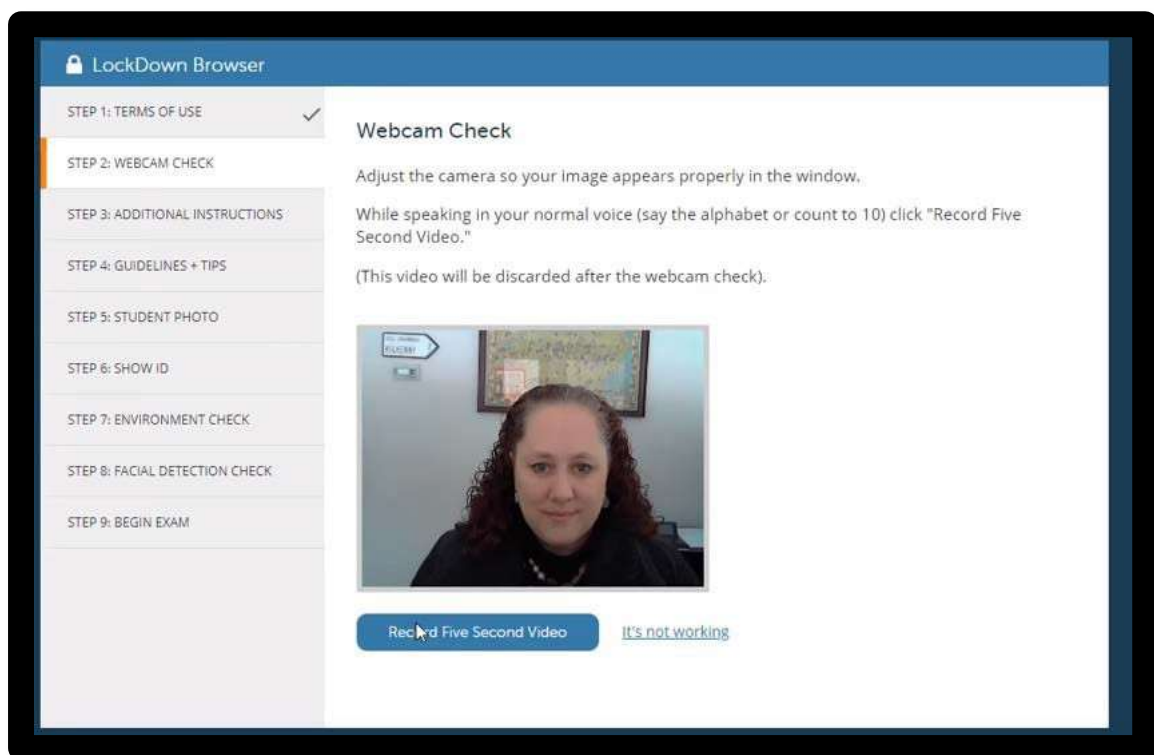 LockDown Browser
STEP 1: TERMS OF USE
STEP 2: WEBCAM CHECK
STEP 3: ADDITIONAL INSTRUCTIONS
STEP 4: GUIDELINES + TIPS
STEP 5: STUDENT PHOTO
STEP 6: SHOW ID
STEP 7: ENVIRONMENT CHECK
STEP 8: FACIAL DETECTION CHECK
STEP 9: BEGIN EXAM
Webcam Check
Adjust the camera so your image appears properly in the window.
While speaking in your normal voice (say the alphabet or count to 10) click "Record Five
Second Video."
(This video will be discarded after the webcam check).
Record Five Second Video
It's not working